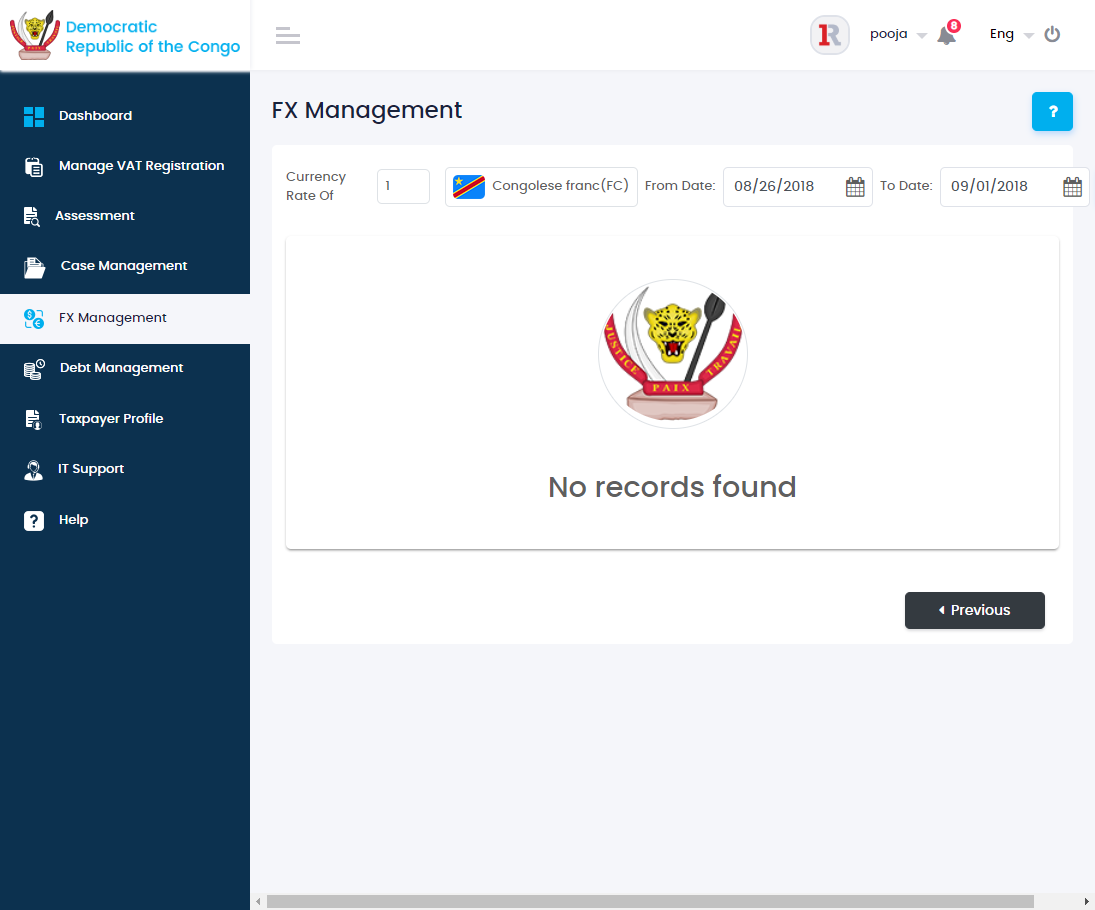 Democratic
Republic of the Congo
1R
pooja
8
Eng
Dashboard
Manage VAT Registration
Assessment
Case Management
FX Management
Debt Management
Taxpayer Profile
IT Support
? Help
FX Management
?
Currency
Rate Of
1
Congolese franc(FC)
From Date:
08/26/2018
To Date:
09/01/2018
JUSTICE PAIX TRAVAIL
No records found
Previous